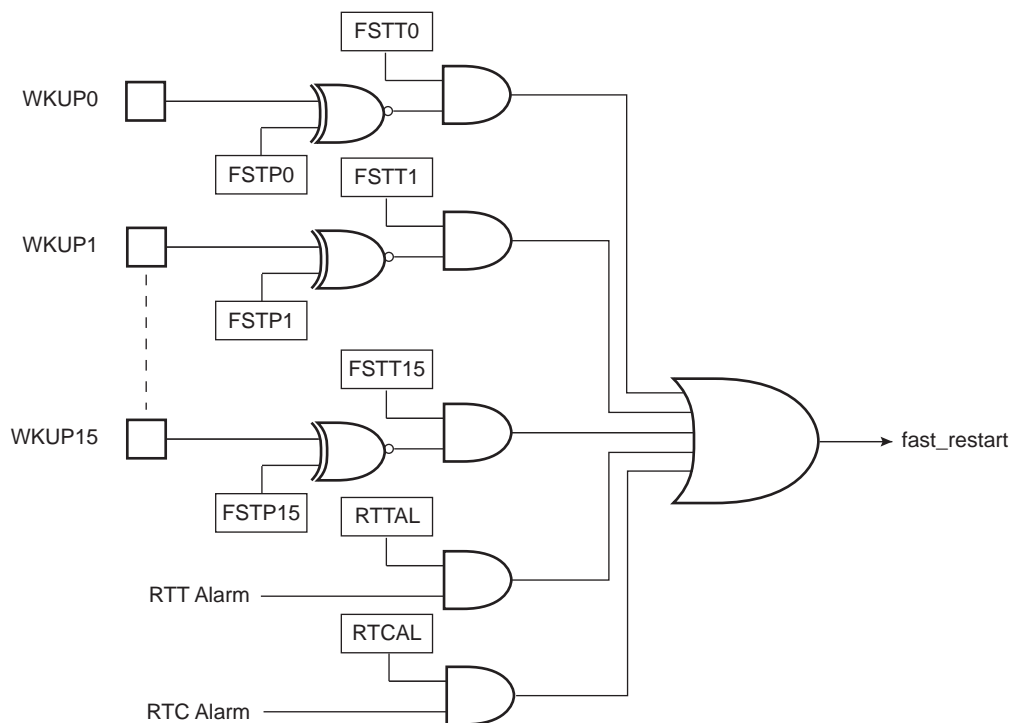 FSTT0
WKUP0
FSTP0
FSTT1
WKUP1
FSTP1
FSTT15
WKUP15
fast_restart
FSTP15
RTTAL
RTT Alarm
RTCAL
RTC Alarm